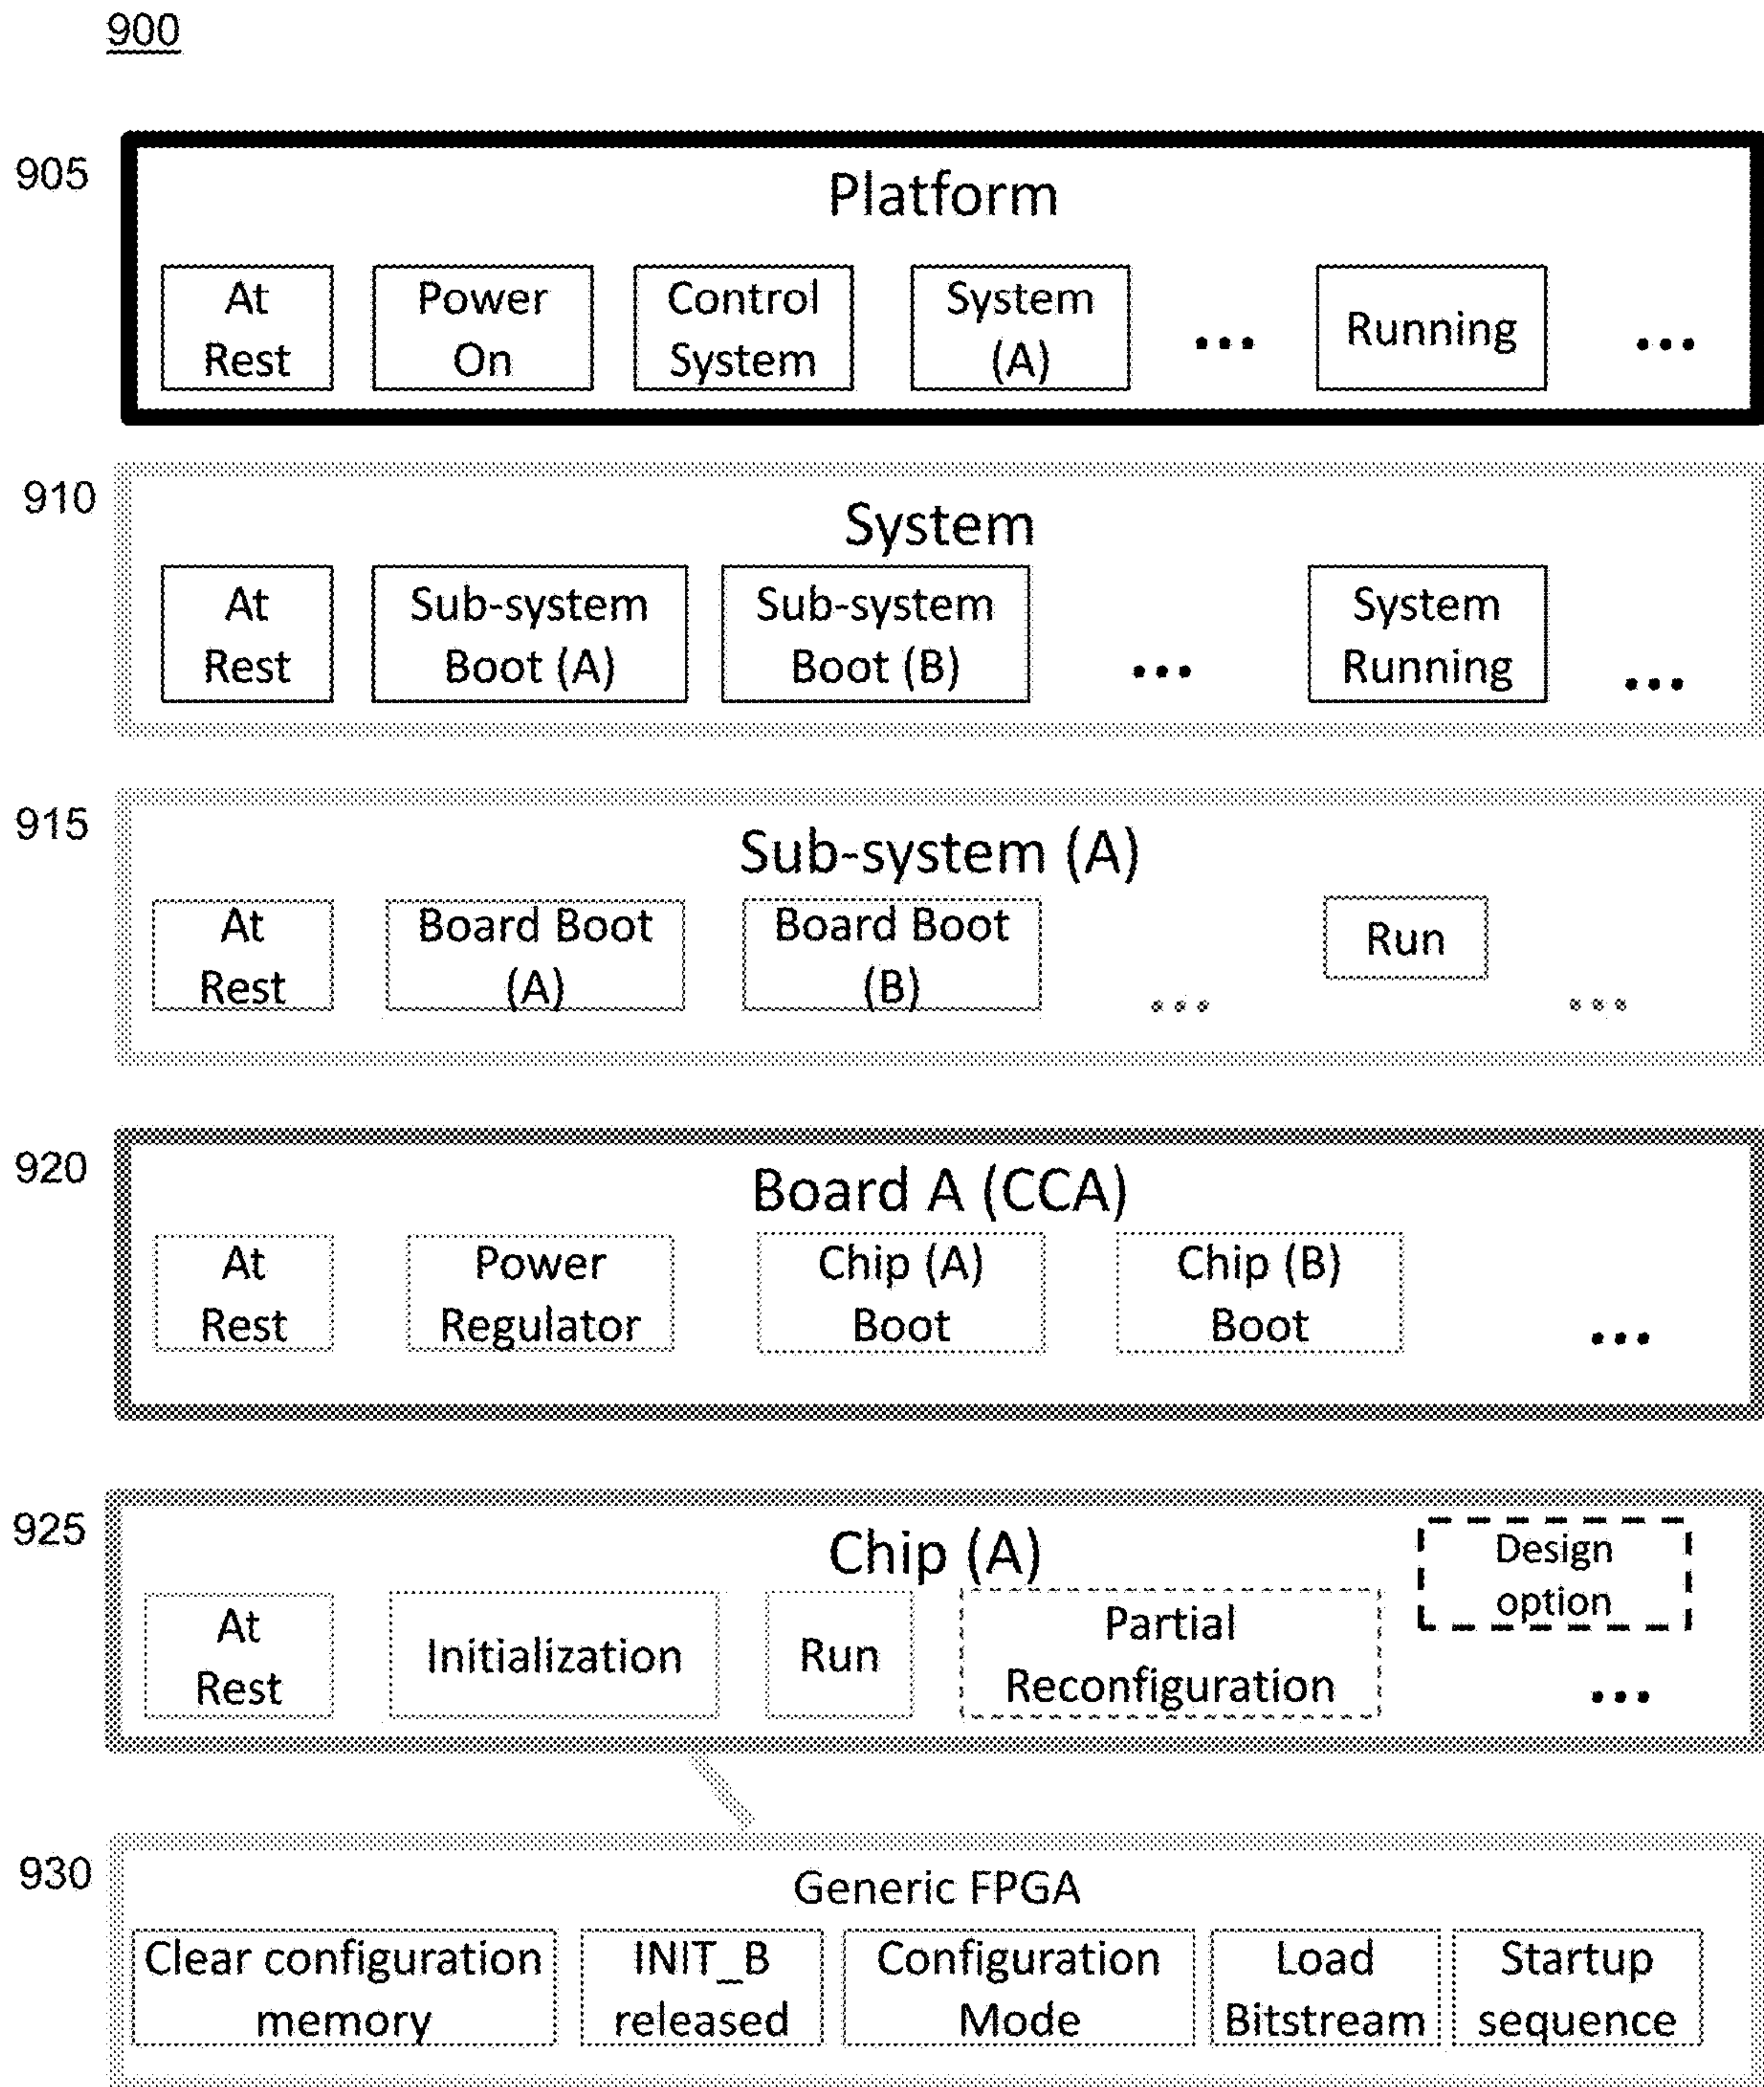 900
905
Platform
At
Rest
Power
On
Control
System
System
(A)
...
Running
...
910
System
At
Rest
Sub-system
Boot (A)
Sub-system
Boot (B)
...
System
Running
...
915
Sub-system (A)
At
Rest
Board Boot
(A)
Board Boot
(B)
...
Run
...
920
Board A (CCA)
At
Rest
Power
Regulator
Chip (A)
Boot
Chip (B)
Boot
...
925
Chip (A)
At
Rest
Initialization
Run
Partial
Reconfiguration
Design
option
...
930
Generic FPGA
Clear configuration
memory
INIT_B
released
Configuration
Mode
Load
Bitstream
Startup
sequence